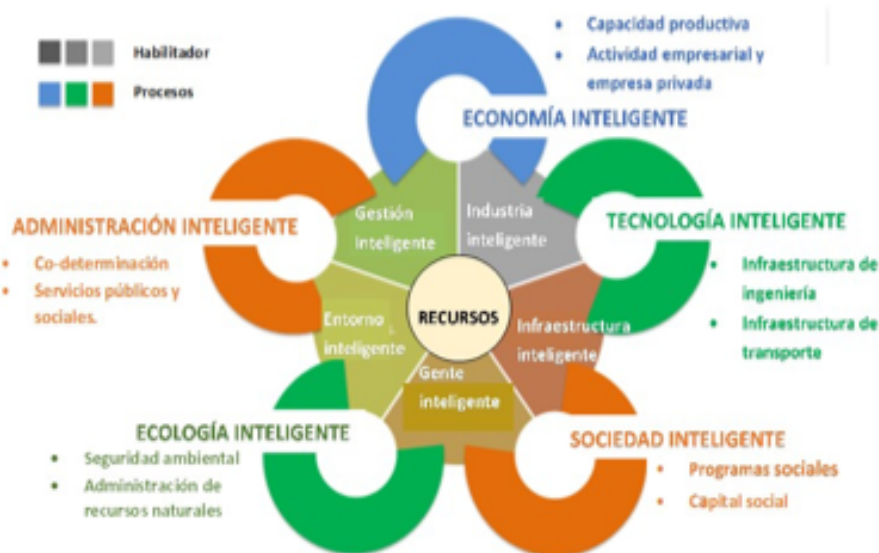 Habilitador
Procesos
• Capacidad productiva
• Actividad empresarial y
empresa privada
ECONOMÍA INTELIGENTE
ADMINISTRACIÓN INTELIGENTE
• Co-determinación
• Servicios públicos y
sociales.
TECNOLOGÍA INTELIGENTE
• Infraestructura de
ingeniería
• Infraestructura de
transporte
Gestión
inteligente
Industria
inteligente
Entorno
inteligente
RECURSOS
Infraestructura
inteligente
Gente
inteligente
ECOLOGÍA INTELIGENTE
• Seguridad ambiental
• Administración de
recursos naturales
SOCIEDAD INTELIGENTE
• Programas sociales
• Capital social